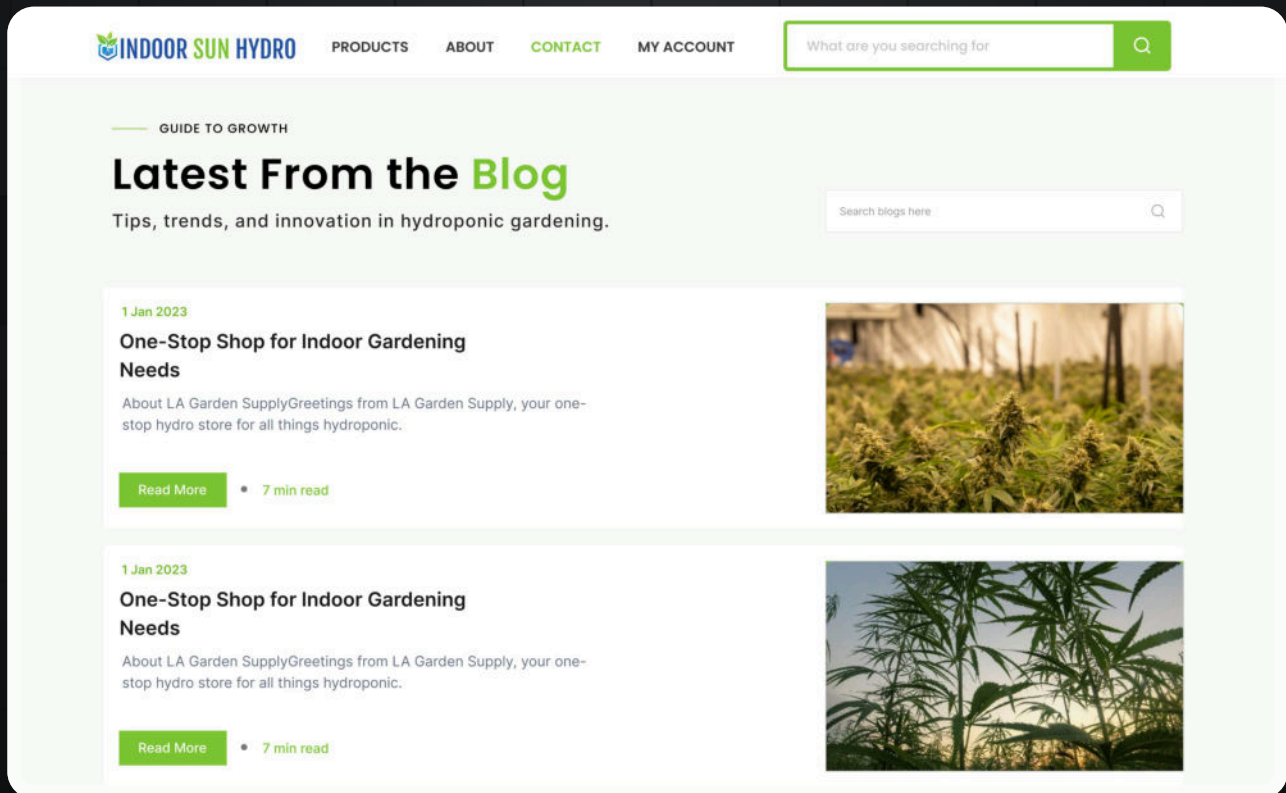 INDOOR SUN HYDRO PRODUCTS ABOUT CONTACT MY ACCOUNT What are you searching for
GUIDE TO GROWTH
Latest From the Blog
Tips, trends, and innovation in hydroponic gardening.
Search blogs here
1 Jan 2023
One-Stop Shop for Indoor Gardening
Needs
About LA Garden SupplyGreetings from LA Garden Supply, your one-
stop hydro store for all things hydroponic.
Read More • 7 min read
1 Jan 2023
One-Stop Shop for Indoor Gardening
Needs
About LA Garden SupplyGreetings from LA Garden Supply, your one-
stop hydro store for all things hydroponic.
Read More • 7 min read